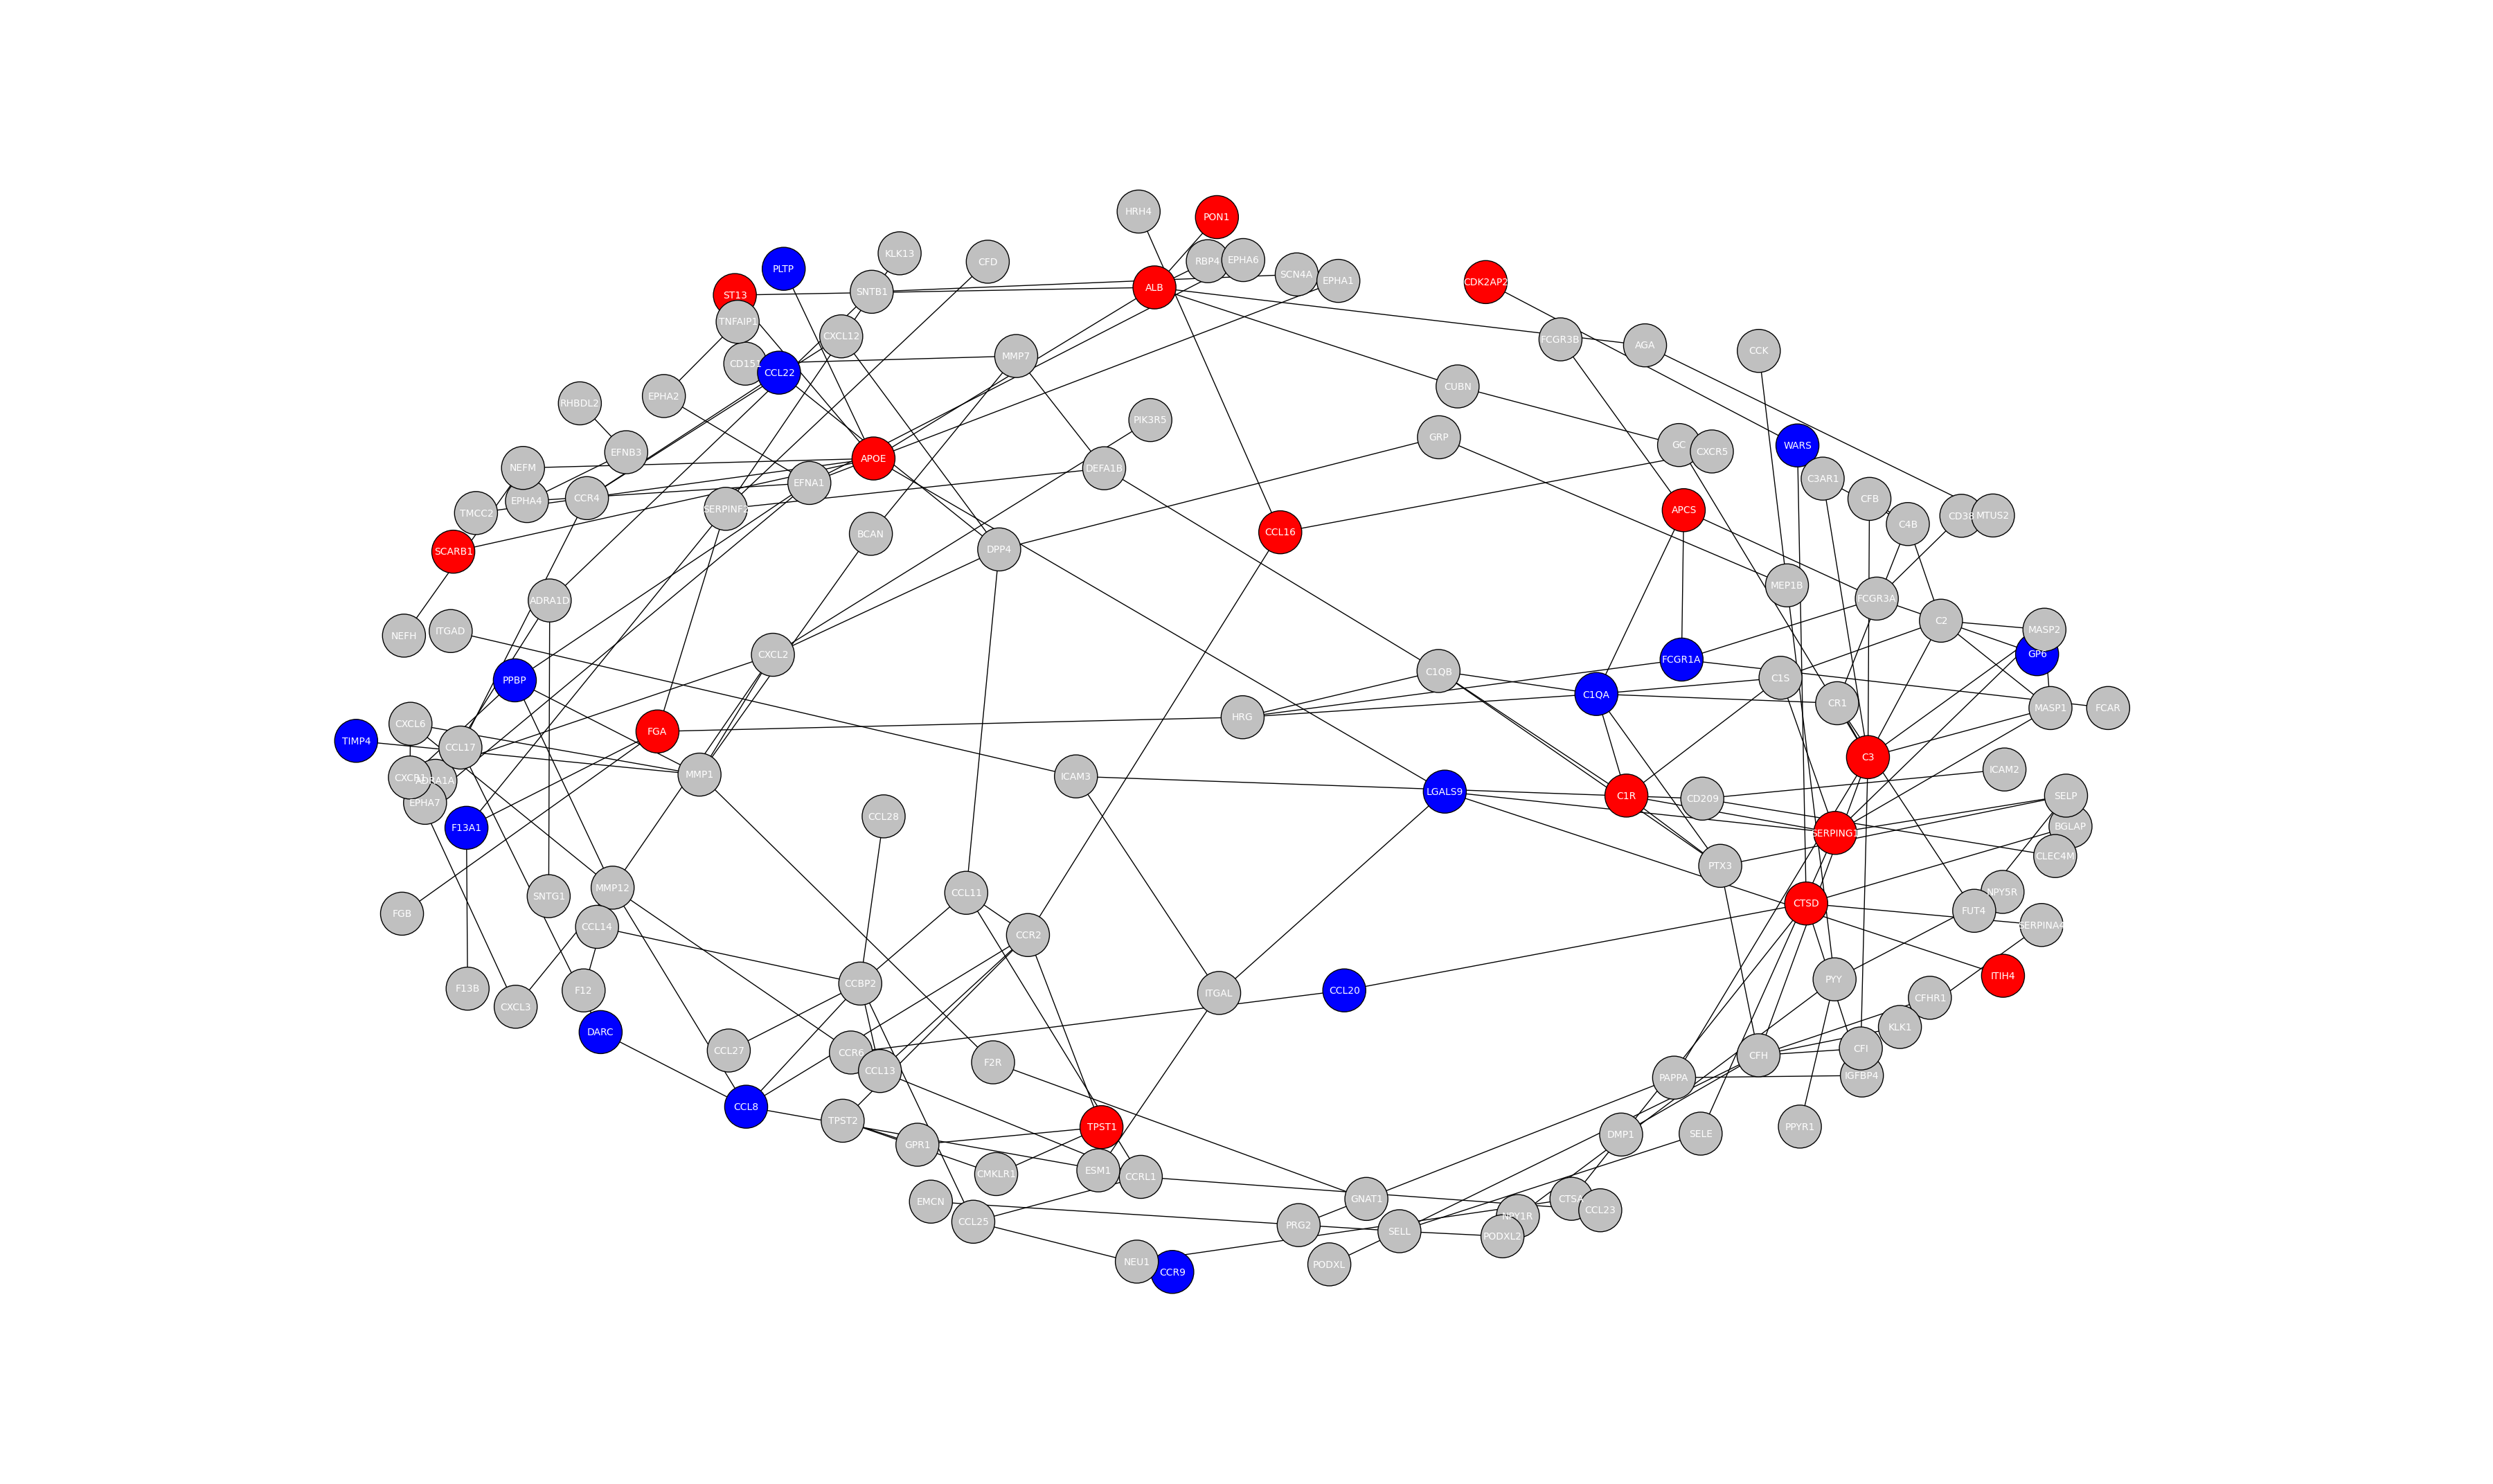 HRH4
PON1
KLK13
CFD
RBP4
EPHA6
PLTP
SCN4A
EPHA1
CDK2AP2
ST13
SNTB1
ALB
TNFAIP1
CXCL12
FCGR3B
AGA
CCK
MMP7
CD151
CCL22
CUBN
EPHA2
RHBDL2
PIK3R5
GRP
GC
CXCR5
WARS
EFNB3
APOE
NEFM
DEFA1B
EFNA1
C3AR1
EPHA4
CCR4
CFB
TMCC2
SERPINF2
APCS
CD38
MTUS2
C4B
BCAN
CCL16
SCARB1
DPP4
MEP1B
ADRA1D
FCGR3A
C2
NEFH
ITGAD
MASP2
CXCL2
FCGR1A
GP6
PPBP
C1QB
C1S
C1QA
CR1
MASP1
FCAR
CXCL6
HRG
FGA
TIMP4
CCL17
C3
ICAM2
CXCR1
ADRA1A
MMP1
ICAM3
LGALS9
C1R
CD209
SELP
EPHA7
CCL28
F13A1
SERPING1
BGLAP
CLEC4M
PTX3
MMP12
SNTG1
CCL11
NPY5R
CTSD
FUT4
FGB
CCL14
CCR2
SERPINA4
ITIH4
F13B
F12
CCBP2
ITGAL
CCL20
PYY
CFHR1
CXCL3
DARC
KLK1
CCL27
CCR6
CFI
CFH
F2R
CCL13
PAPPA
IGFBP4
CCL8
TPST2
TPST1
PPYR1
DMP1
SELE
GPR1
CMKLR1
ESM1
CCRL1
EMCN
GNAT1
CTSA
CCL23
CCL25
PRG2
NPY1R
SELL
PODXL2
NEU1
PODXL
CCR9